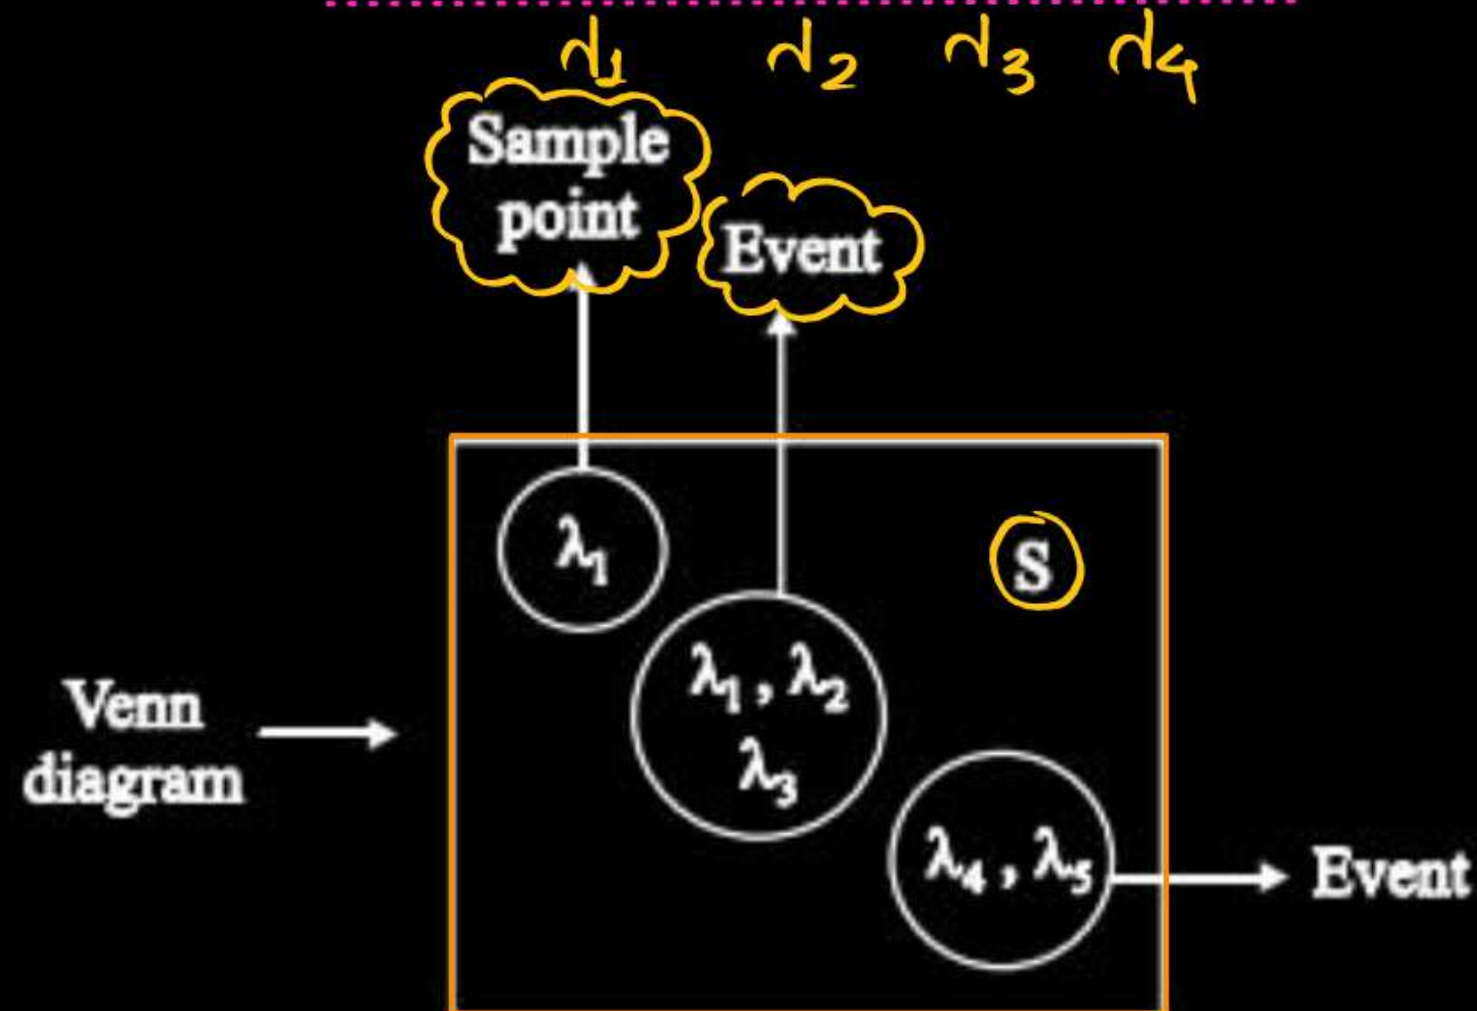 λ1 λ2 λ3 λ4
Sample
point
Event
λ₁
S
λ₁, λ₂
λ₃
Venn
diagram
λ₄, λ₅
Event